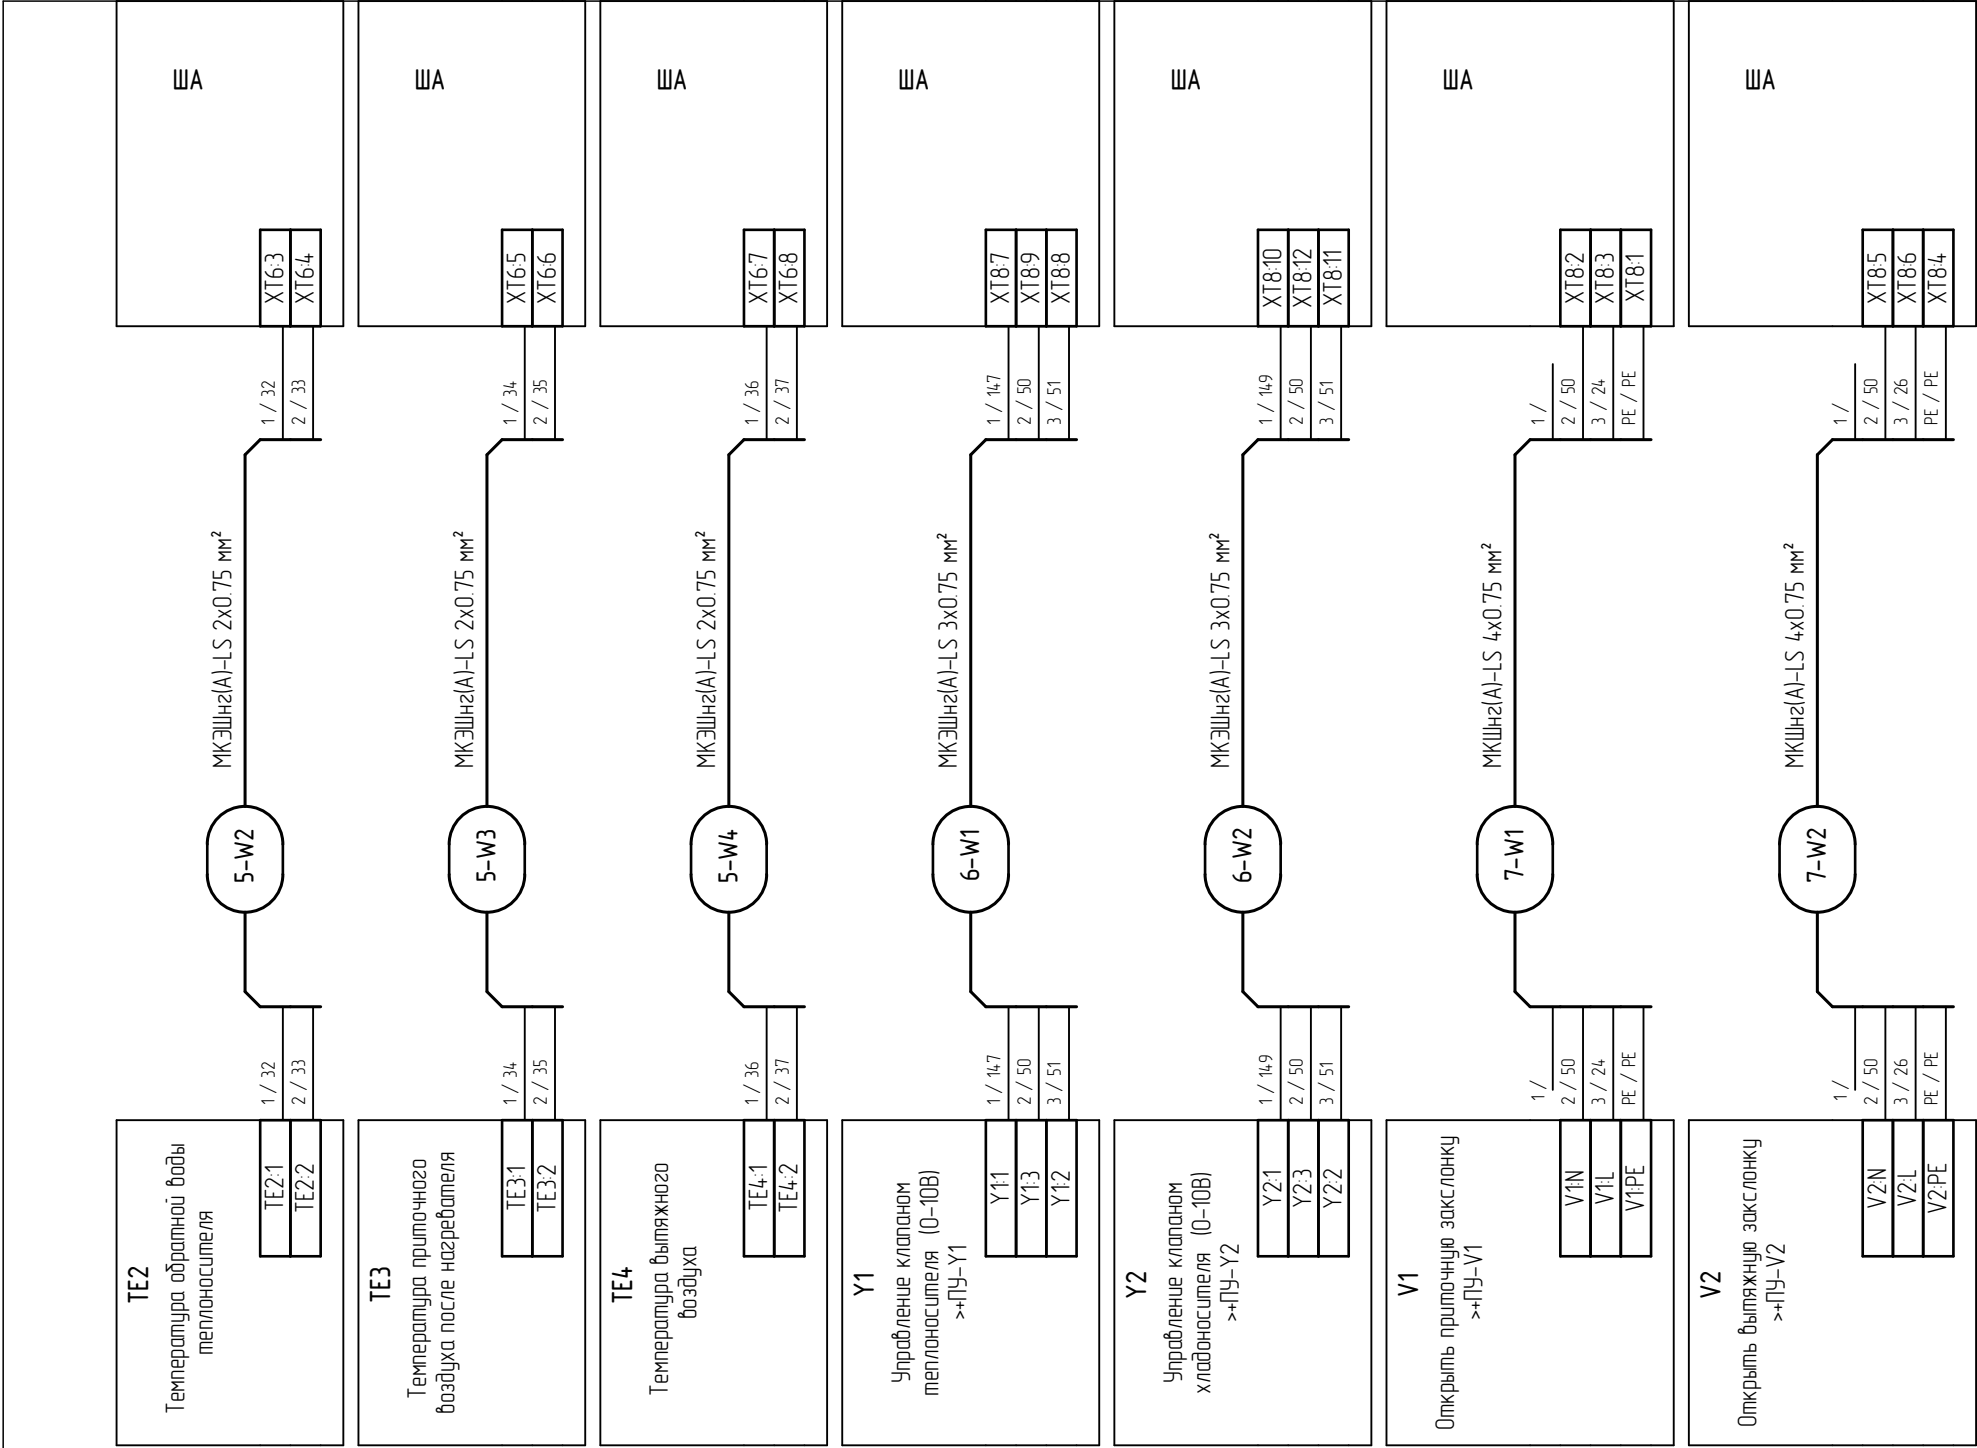 TE2
Температура обратной воды
теплоносителя
TE2:1
TE2:2
1 / 32
2 / 33
5-W2
МКЭШнг(А)-LS 2x0.75 мм²
1 / 32
2 / 33
XT6:3
XT6:4
ША
TE3
Температура приточного
воздуха после нагревателя
TE3:1
TE3:2
1 / 34
2 / 35
5-W3
МКЭШнг(А)-LS 2x0.75 мм²
1 / 34
2 / 35
XT6:5
XT6:6
ША
TE4
Температура вытяжного
воздуха
TE4:1
TE4:2
1 / 36
2 / 37
5-W4
МКЭШнг(А)-LS 2x0.75 мм²
1 / 36
2 / 37
XT6:7
XT6:8
ША
Y1
Управление клапаном
теплоносителя (0-10В)
>+ПУ-Y1
Y1:1
Y1:3
Y1:2
1 / 147
2 / 50
3 / 51
6-W1
МКЭШнг(А)-LS 3x0.75 мм²
1 / 147
2 / 50
3 / 51
XT8:7
XT8:9
XT8:8
ША
Y2
Управление клапаном
хладоносителя (0-10В)
>+ПУ-Y2
Y2:1
Y2:3
Y2:2
1 / 149
2 / 50
3 / 51
6-W2
МКЭШнг(А)-LS 3x0.75 мм²
1 / 149
2 / 50
3 / 51
XT8:10
XT8:12
XT8:11
ША
V1
Открыть приточную заклонку
>+ПУ-V1
V1:N
V1:L
V1:PE
1 /
2 / 50
3 / 24
PE / PE
7-W1
МКШнг(А)-LS 4x0.75 мм²
1 /
2 / 50
3 / 24
PE / PE
XT8:2
XT8:3
XT8:1
ША
V2
Открыть вытяжную заклонку
>+ПУ-V2
V2:N
V2:L
V2:PE
1 /
2 / 50
3 / 26
PE / PE
7-W2
МКШнг(А)-LS 4x0.75 мм²
1 /
2 / 50
3 / 26
PE / PE
XT8:5
XT8:6
XT8:4
ША